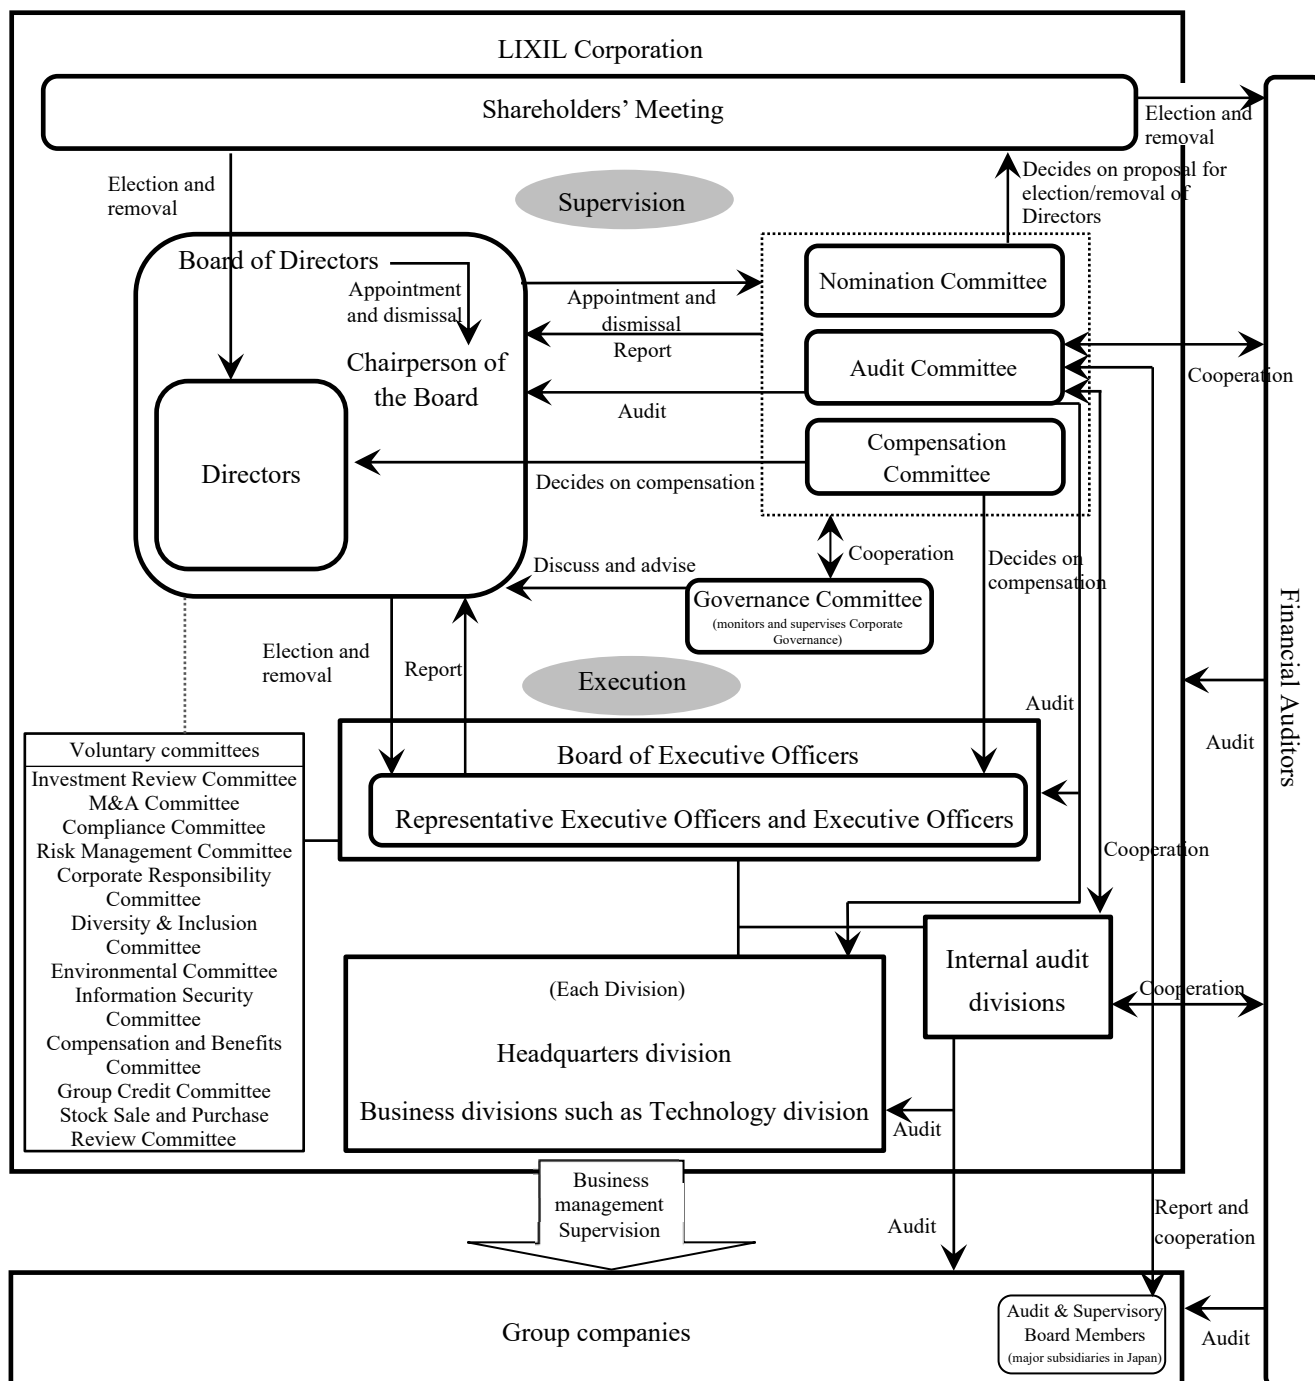 LIXIL Corporation
Shareholders’ Meeting
Election and
removal
Election and
removal
Decides on proposal for
election/removal of
Directors
Supervision
Board of Directors
Appointment
and dismissal
Chairperson of
the Board
Directors
Appointment and
dismissal
Report
Audit
Decides on compensation
Nomination Committee
Audit Committee
Compensation
Committee
Cooperation
Cooperation
Decides on
compensation
Discuss and advise
Governance Committee
(monitors and supervises Corporate
Governance)
Financial Auditors
Election and
removal
Report
Execution
Audit
Audit
Board of Executive Officers
Representative Executive Officers and Executive Officers
Voluntary committees
Investment Review Committee
M&A Committee
Compliance Committee
Risk Management Committee
Corporate Responsibility
Committee
Diversity & Inclusion
Committee
Environmental Committee
Information Security
Committee
Compensation and Benefits
Committee
Group Credit Committee
Stock Sale and Purchase
Review Committee
Cooperation
Internal audit
divisions
Cooperation
(Each Division)
Headquarters division
Business divisions such as Technology division
Audit
Business
management
Supervision
Audit
Report and
cooperation
Group companies
Audit & Supervisory
Board Members
(major subsidiaries in Japan)
Audit